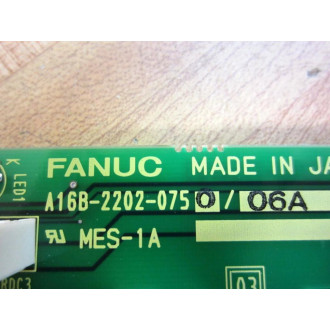 K LED1
FANUC MADE IN JA
A16B-2202-0750/06A
MES-1A
03